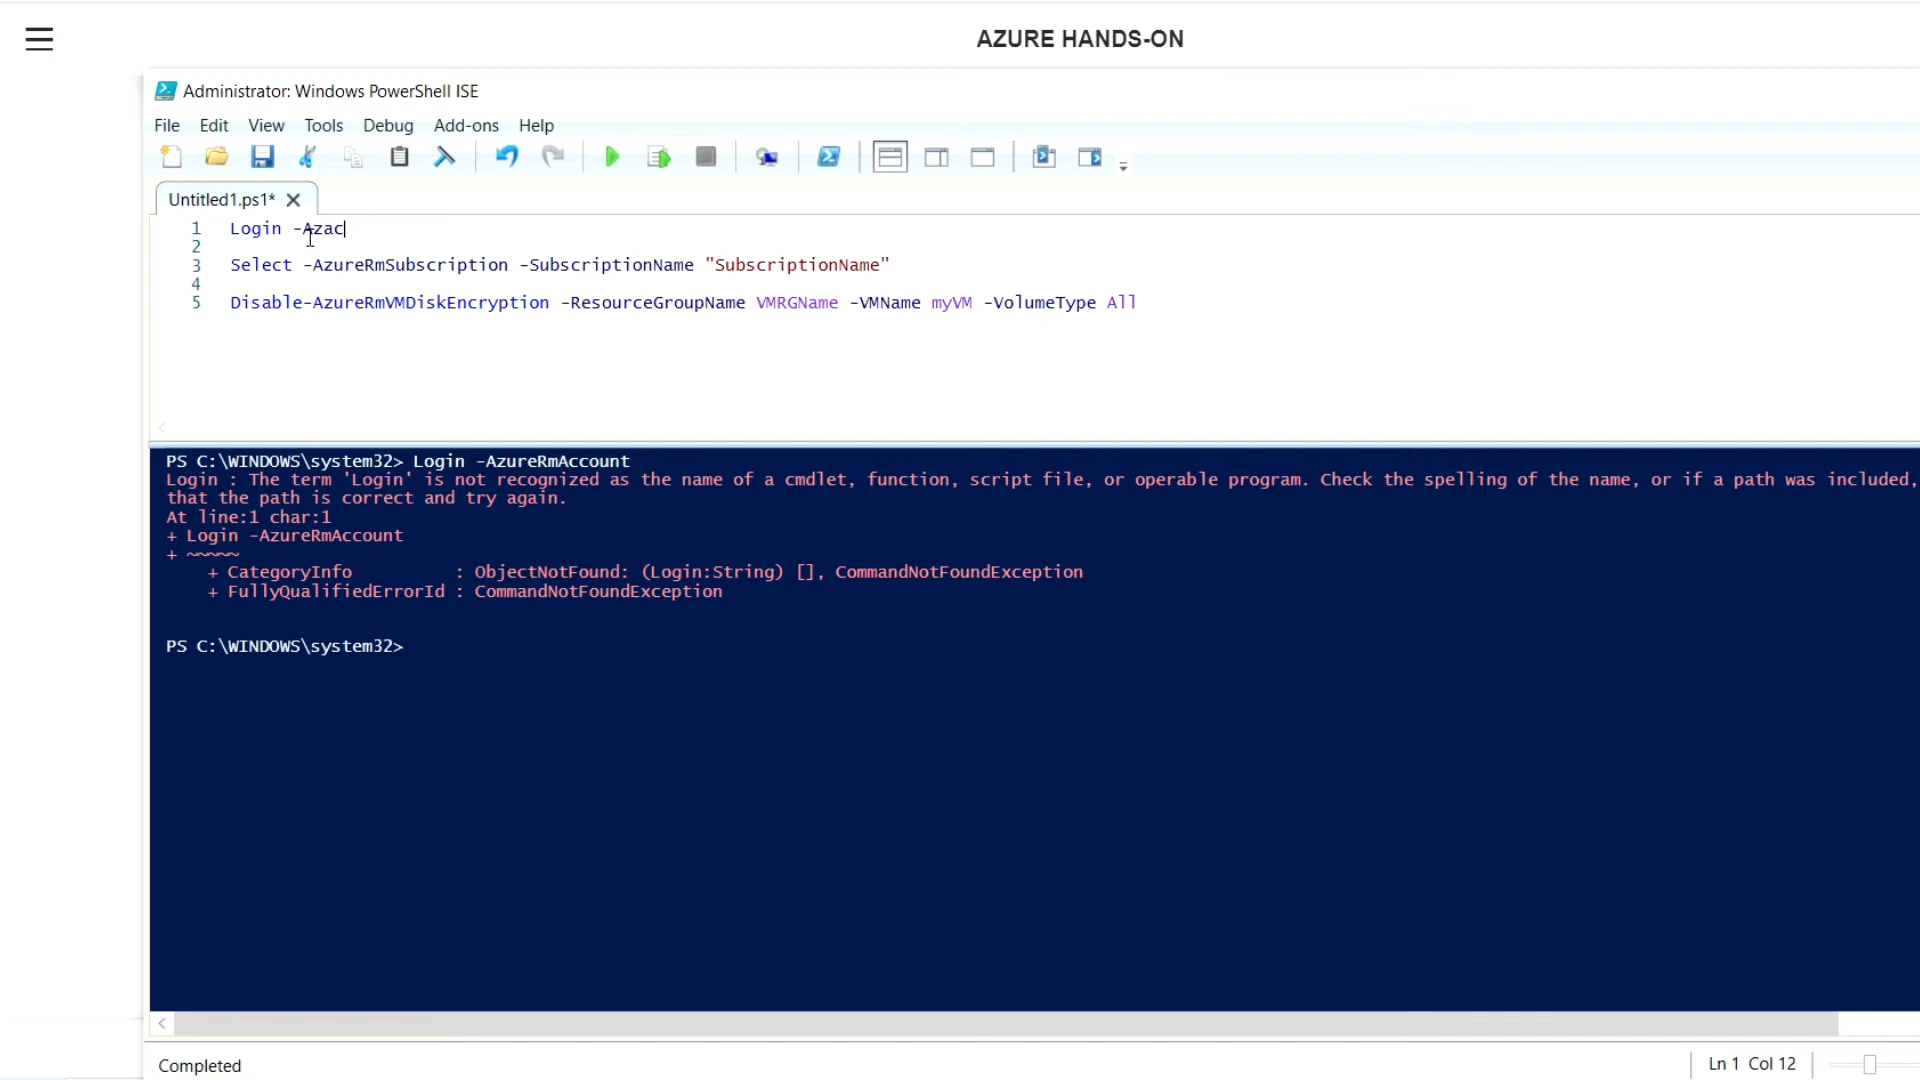 AZURE HANDS-ON
Administrator: Windows PowerShell ISE
File Edit View Tools Debug Add-ons Help
Untitled1.ps1*
1 Login -Azac
2
3 Select -AzureRmSubscription -SubscriptionName "SubscriptionName"
4
5 Disable-AzureRmVMDiskEncryption -ResourceGroupName VMRGName -VMName myVM -VolumeType All
PS C:\WINDOWS\system32> Login -AzureRmAccount
Login : The term 'Login' is not recognized as the name of a cmdlet, function, script file, or operable program. Check the spelling of the name, or if a path was included,
that the path is correct and try again.
At line:1 char:1
+ Login -AzureRmAccount
+ ~~~~~
+ CategoryInfo : ObjectNotFound: (Login:String) [], CommandNotFoundException
+ FullyQualifiedErrorId : CommandNotFoundException
PS C:\WINDOWS\system32>
Completed
Ln 1 Col 12